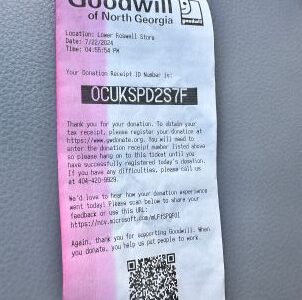 Goodwill
of North Georgia
goodwill
Location: Lower Roswell Store
Date: 7/22/2024
Time: 04:55:54 PM
Your Donation Receipt ID Number is:
OCUKSPD2S7F
Thank you for your donation. To obtain your
tax receipt, please register your donation at
https://www.gwdonate.org. You will need to
enter the donation receipt number listed above
so please hang on to this ticket until you
have successfully registered today's donation.
If you have any difficulties, please call us
at 404-420-9929.
We'd love to hear how your donation experience
went today! Please scan below to share your
feedback or use this URL:
Again, thank you for supporting Goodwill. When
you donate, you help us put people to work.